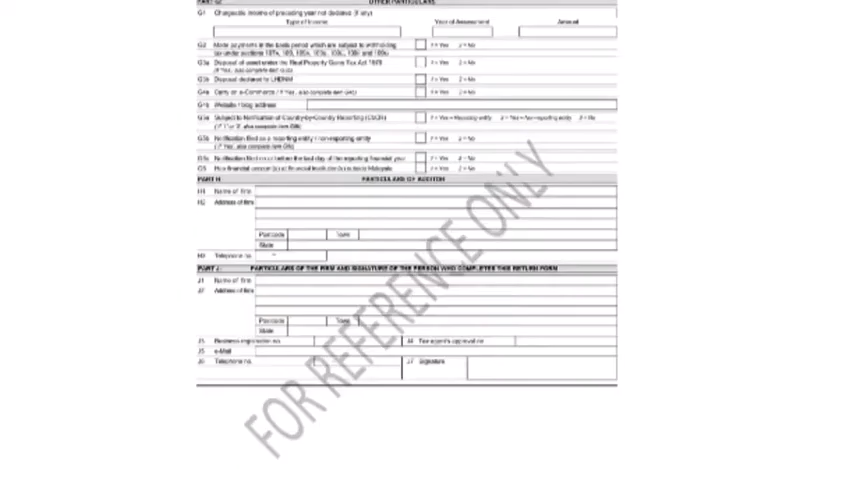 PART G: OTHER PARTICULARS
G1 Chargeable income of preceding year not declared (if any)
Type of Income Year of Assessment Amount
G2 Made payments in the basis period which are subject to withholding 1 = Yes 2 = No
tax under sections 107A, 109, 109A, 109B,
G3a Disposal of asset under the Real Property Gains Tax Act 1976 1 = Yes 2 = No
(If 'Yes', also complete item G3b)
G3b Disposal declared to LHDNM 1 = Yes 2 = No
G4a Carry on e-Commerce (If 'Yes', also complete item G4b) 1 = Yes 2 = No
G4b Website / blog address
G5a Subject to Notification of Country-by-Country Reporting (CbCR) 1 = Yes – Reporting entity 2 = Yes – Non-reporting entity 3 = No
(If '1' or '2', also complete item G5b)
G5b Notification filed as a reporting entity / non-reporting entity 1 = Yes 2 = No
(If 'Yes', also complete item G5c)
G5c Notification filed on or before the last day of the reporting financial year 1 = Yes 2 = No
Has financial account(s) at financial institution(s) outside Malaysia 1 = Yes 2 = No
PART H: PARTICULARS OF AUDITOR
H1 Name of firm
H2 Address of firm
Postcode Town
State
H3 Telephone no.
PART J: PARTICULARS OF THE FIRM AND SIGNATURE OF THE PERSON WHO COMPLETES THIS RETURN FORM
J1 Name of firm
J2 Address of firm
Postcode Town
State
J3 Business registration no. J4 Tax agent's approval no.
J5 e-Mail
J6 Telephone no. J7 Signature
FOR REFERENCE ONLY